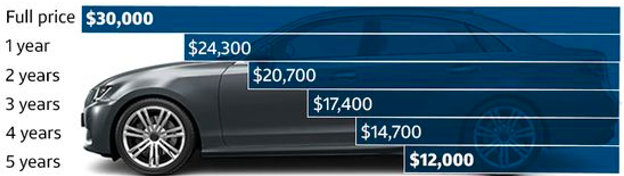 Full price $30,000
1 year $24,300
2 years $20,700
3 years $17,400
4 years $14,700
5 years $12,000